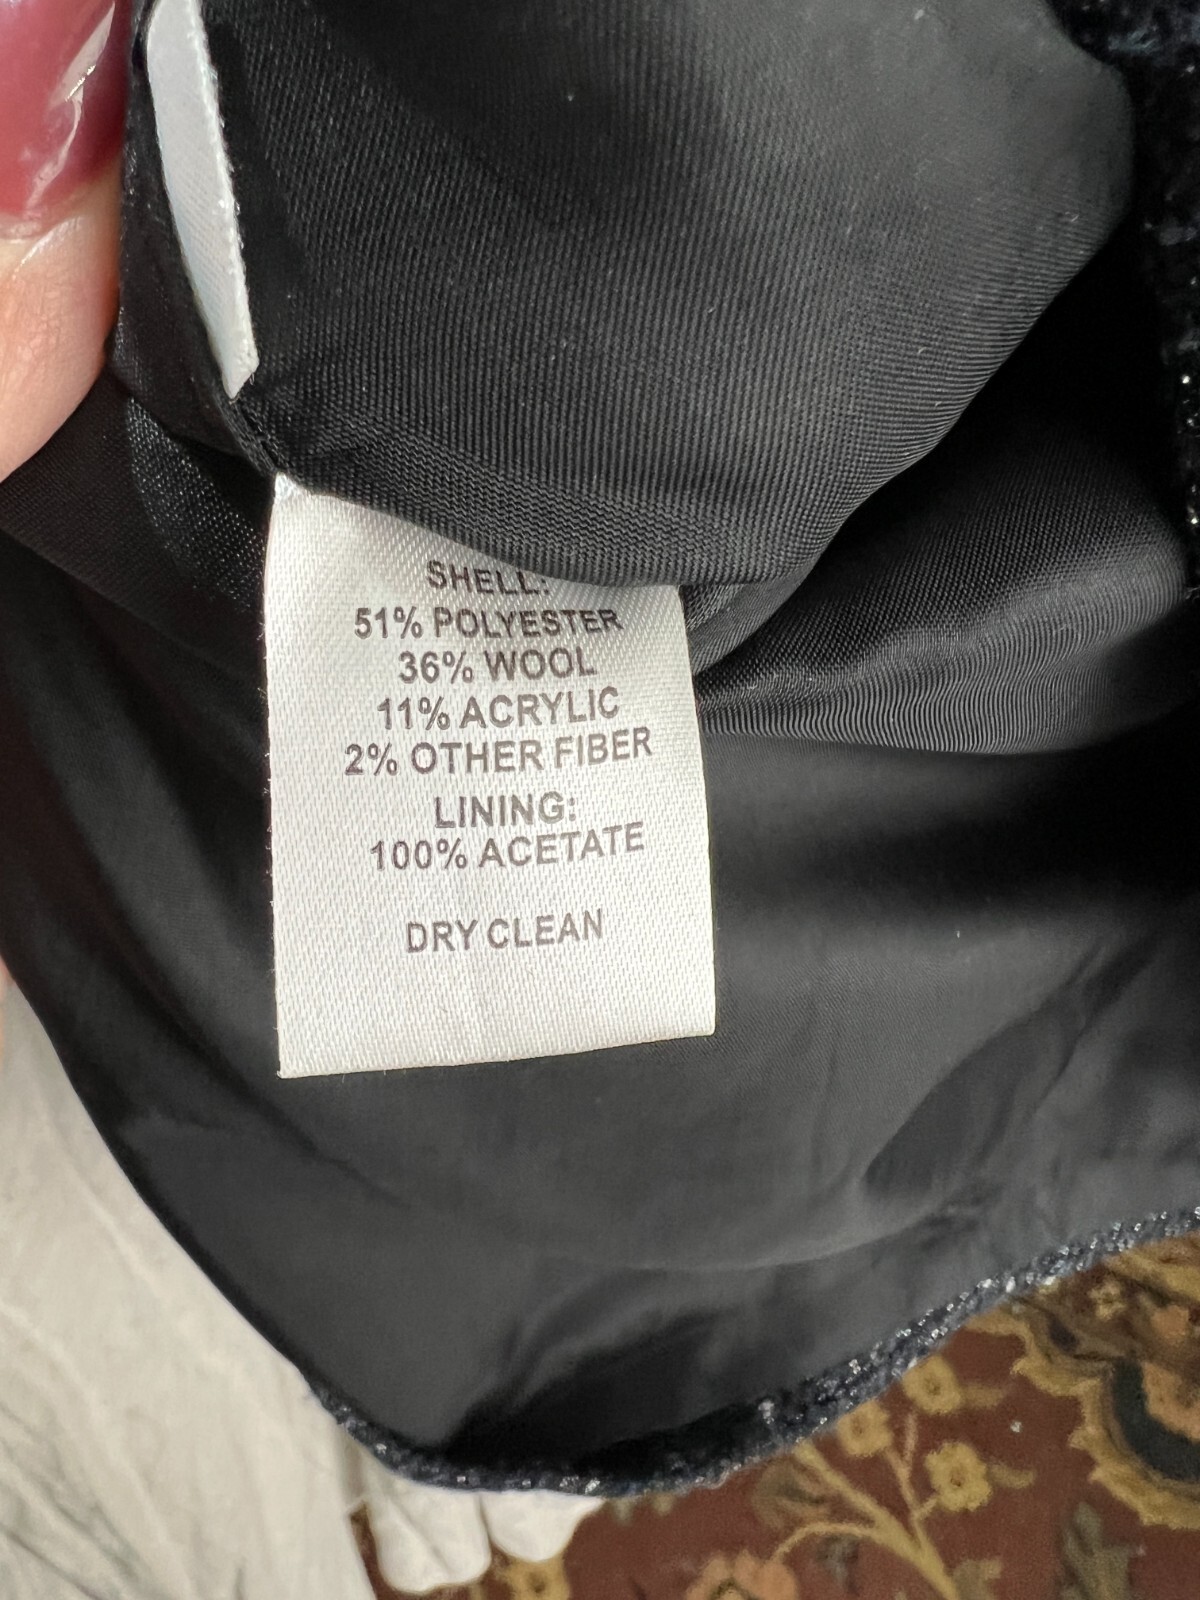 SHELL:
51% POLYESTER
36% WOOL
11% ACRYLIC
2% OTHER FIBER
LINING:
100% ACETATE
DRY CLEAN